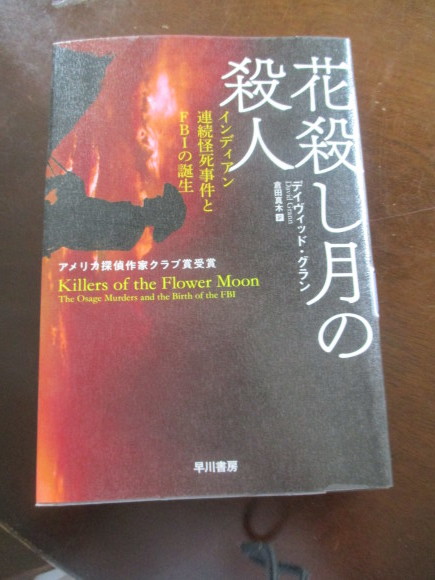 花殺し月の
殺人
インディアン
連続怪死事件と
FBIの誕生
デイヴィッド・グラン
David Grann
倉田真木 訳
アメリカ探偵作家クラブ賞受賞
Killers of the Flower Moon
The Osage Murders and the Birth of the FBI
早川書房